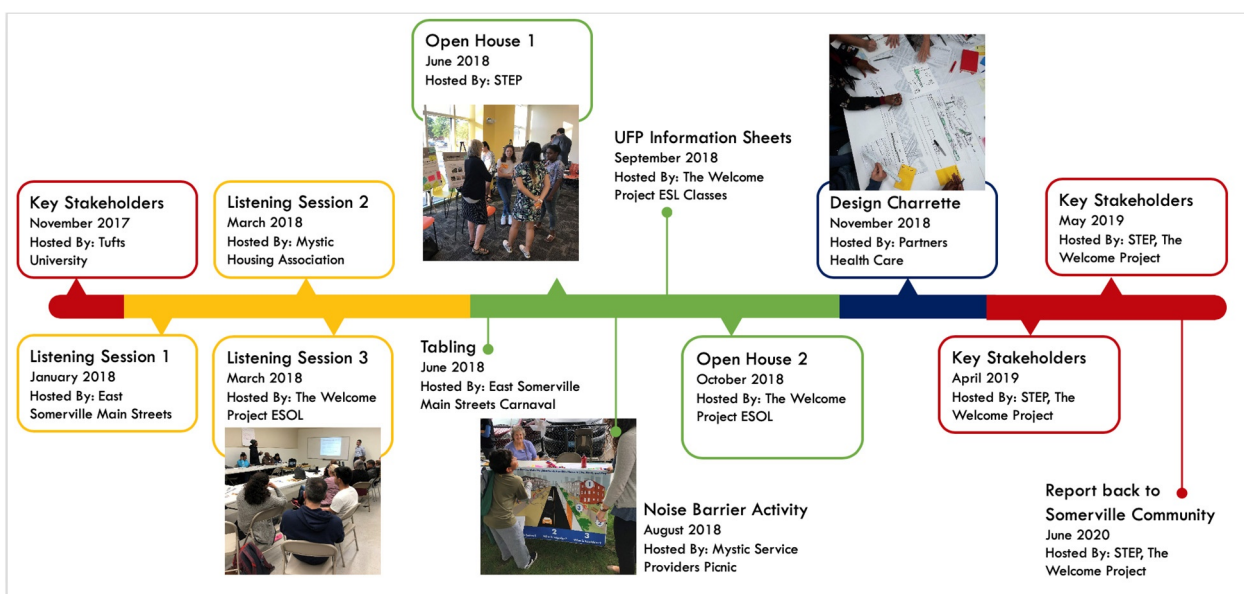 Key Stakeholders
November 2017
Hosted By: Tufts
University
Listening Session 1
January 2018
Hosted By: East
Somerville Main Streets
Listening Session 2
March 2018
Hosted By: Mystic
Housing Association
Listening Session 3
March 2018
Hosted By: The Welcome
Project ESOL
Open House 1
June 2018
Hosted By: STEP
Tabling
June 2018
Hosted By: East Somerville
Main Streets Carnaval
2
3
Noise Barrier Activity
August 2018
Hosted By: Mystic Service
Providers Picnic
UFP Information Sheets
September 2018
Hosted By: The Welcome
Project ESL Classes
Open House 2
October 2018
Hosted By: The Welcome
Project ESOL
Design Charrette
November 2018
Hosted By: Partners
Health Care
Key Stakeholders
April 2019
Hosted By: STEP, The
Welcome Project
Key Stakeholders
May 2019
Hosted By: STEP, The
Welcome Project
Report back to
Somerville Community
June 2020
Hosted By: STEP, The
Welcome Project